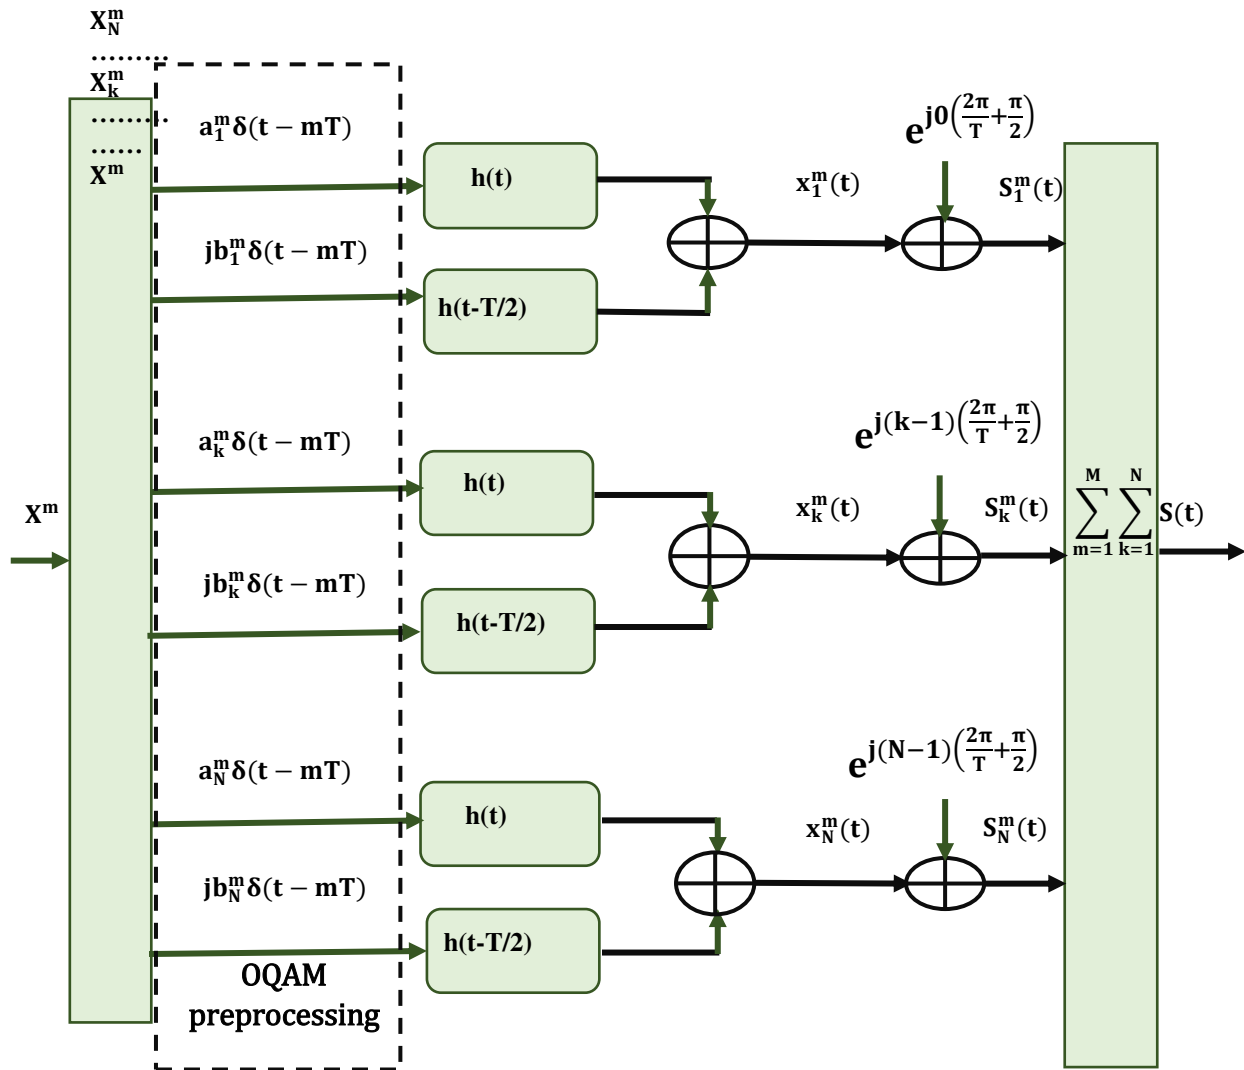 X_N^m
..........
X_k^m
..........
......
X^m
a_1^m δ(t − mT)
h(t)
jb_1^m δ(t − mT)
h(t-T/2)
x_1^m(t)
e^{j0(2π/T+π/2)}
S_1^m(t)
X^m
a_k^m δ(t − mT)
h(t)
jb_k^m δ(t − mT)
h(t-T/2)
x_k^m(t)
e^{j(k−1)(2π/T+π/2)}
S_k^m(t)
∑_{m=1}^{M} ∑_{k=1}^{N}
S(t)
a_N^m δ(t − mT)
h(t)
jb_N^m δ(t − mT)
h(t-T/2)
x_N^m(t)
e^{j(N−1)(2π/T+π/2)}
S_N^m(t)
OQAM
preprocessing